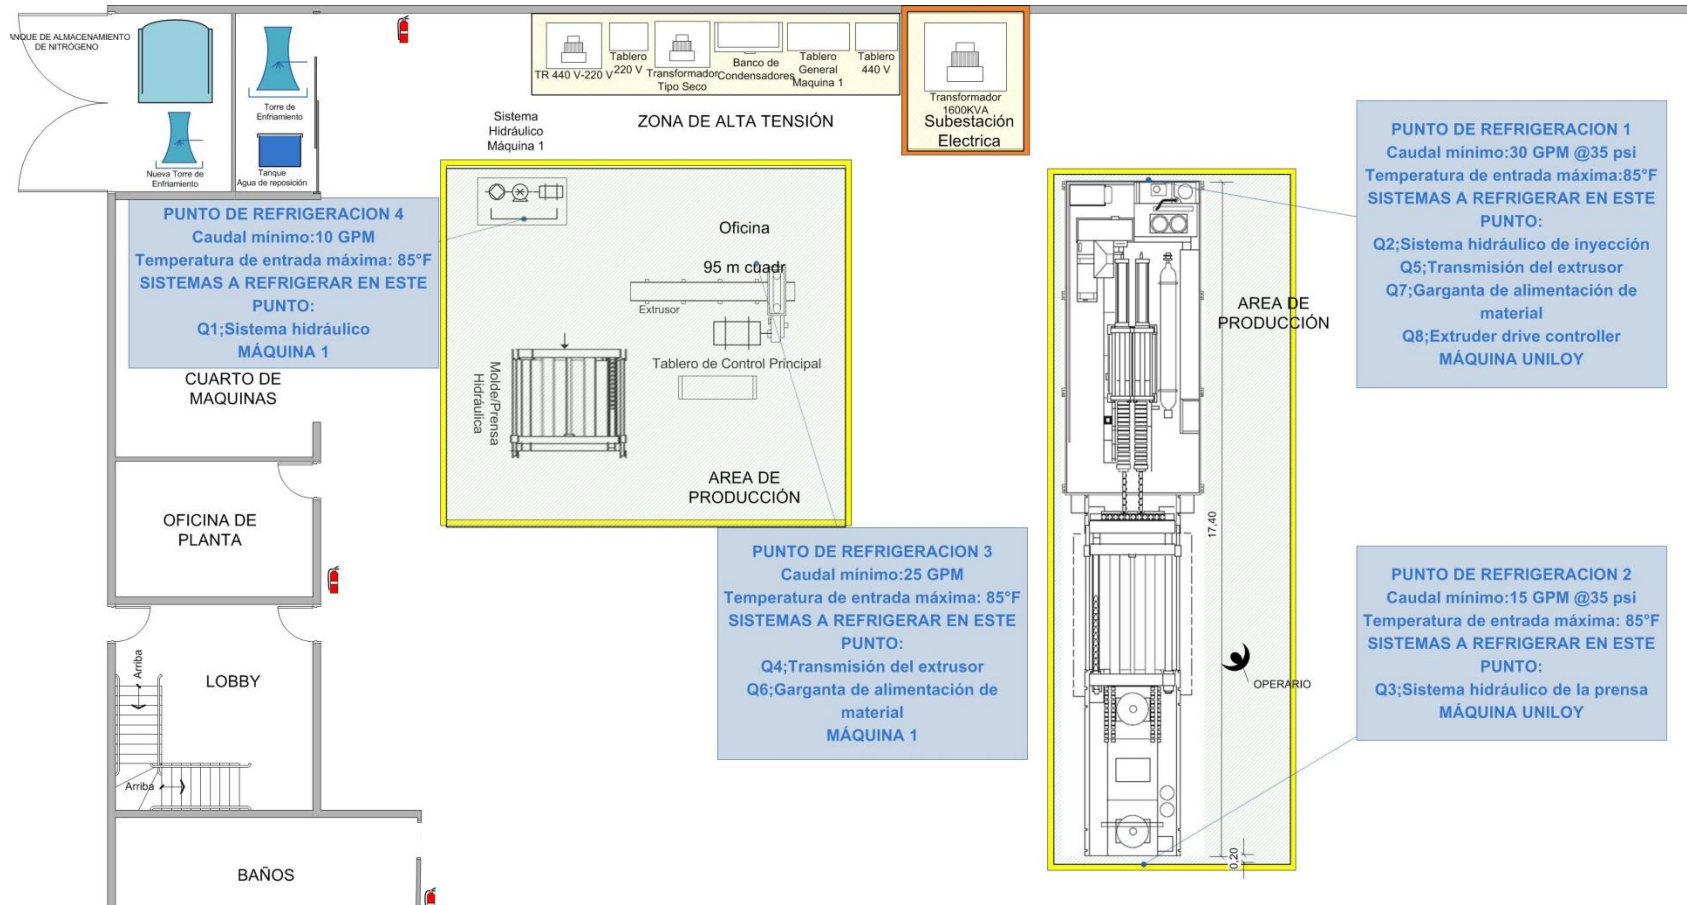 ANQUE DE ALMACENAMIENTO
DE NITRÓGENO
Torre de
Enfriamiento
Nueva Torre de
Enfriamiento
Tanque
Agua de reposición
TR 440 V-220 V
Tablero
220 V
Transformador
Tipo Seco
Banco de
Condensadores
Tablero
General
Maquina 1
Tablero
440 V
Transformador
1600KVA
Subestación
Electrica
ZONA DE ALTA TENSIÓN
Sistema
Hidráulico
Máquina 1
PUNTO DE REFRIGERACION 1
Caudal mínimo:30 GPM @35 psi
Temperatura de entrada máxima:85°F
SISTEMAS A REFRIGERAR EN ESTE
PUNTO:
Q2;Sistema hidráulico de inyección
Q5;Transmisión del extrusor
Q7;Garganta de alimentación de
material
Q8;Extruder drive controller
MÁQUINA UNILOY
PUNTO DE REFRIGERACION 4
Caudal mínimo:10 GPM
Temperatura de entrada máxima: 85°F
SISTEMAS A REFRIGERAR EN ESTE
PUNTO:
Q1;Sistema hidráulico
MÁQUINA 1
Oficina
95 m cuadr
Extrusor
Tablero de Control Principal
Molde/Prensa
Hidráulica
AREA DE
PRODUCCIÓN
AREA DE
PRODUCCIÓN
CUARTO DE
MAQUINAS
OFICINA DE
PLANTA
17,40
PUNTO DE REFRIGERACION 3
Caudal mínimo:25 GPM
Temperatura de entrada máxima: 85°F
SISTEMAS A REFRIGERAR EN ESTE
PUNTO:
Q4;Transmisión del extrusor
Q6;Garganta de alimentación de
material
MÁQUINA 1
PUNTO DE REFRIGERACION 2
Caudal mínimo:15 GPM @35 psi
Temperatura de entrada máxima: 85°F
SISTEMAS A REFRIGERAR EN ESTE
PUNTO:
Q3;Sistema hidráulico de la prensa
MÁQUINA UNILOY
OPERARIO
Arriba
LOBBY
Arriba
0,20
BAÑOS